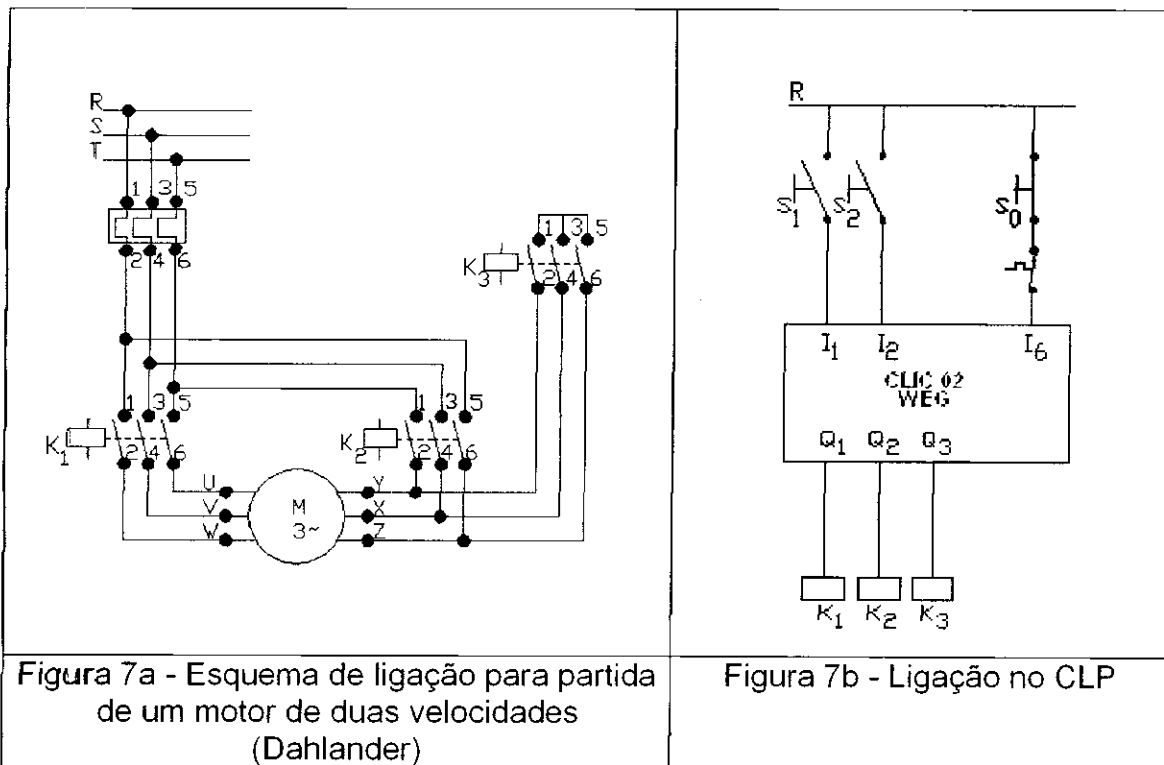 R
S
T
1 3 5
2 4 6
1 3 5
K3
2 4 6
1 3 5
K1
2 4 6
1 3 5
K2
2 4 6
U
V
W
M
3~
Y
X
Z
Figura 7a - Esquema de ligação para partida
de um motor de duas velocidades
(Dahlander)
R
S1
S2
S0
I1 I2 I6
CLIC 02
WEG
Q1 Q2 Q3
K1 K2 K3
Figura 7b - Ligação no CLP